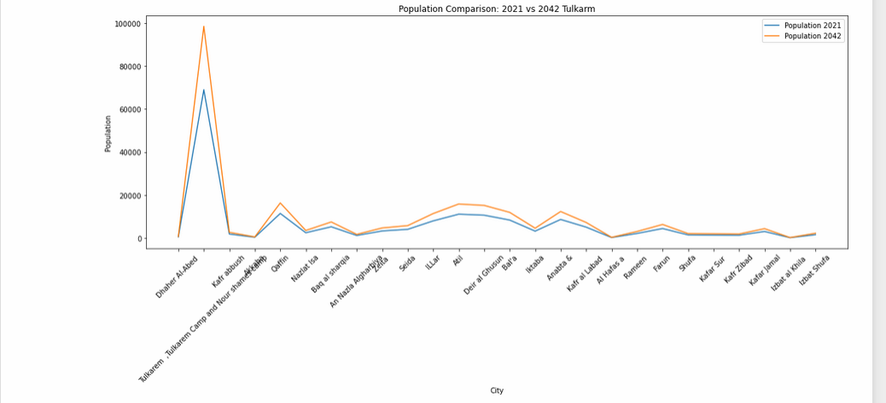 Population Comparison: 2021 vs 2042 Tulkarm
Population 2021
Population 2042
Population
100000
80000
60000
40000
20000
0
Dhaher Al-Abed
Tulkarem ,Tulkarem Camp and Nour shames camp
Kafr abbush
Qaffin
Nazlat Isa
Baq al sharqia
An Nazla Algharbiya
Zeita
Seida
ILLar
Atil
Deir al Ghusun
Bal'a
Iktaba
Anabta &
Kafr al Labad
Al Hafas a
Rameen
Farun
Shufa
Kafar Sur
Kafr Zibad
Kafar Jamal
Izbat al Khila
Izbat Shufa
City